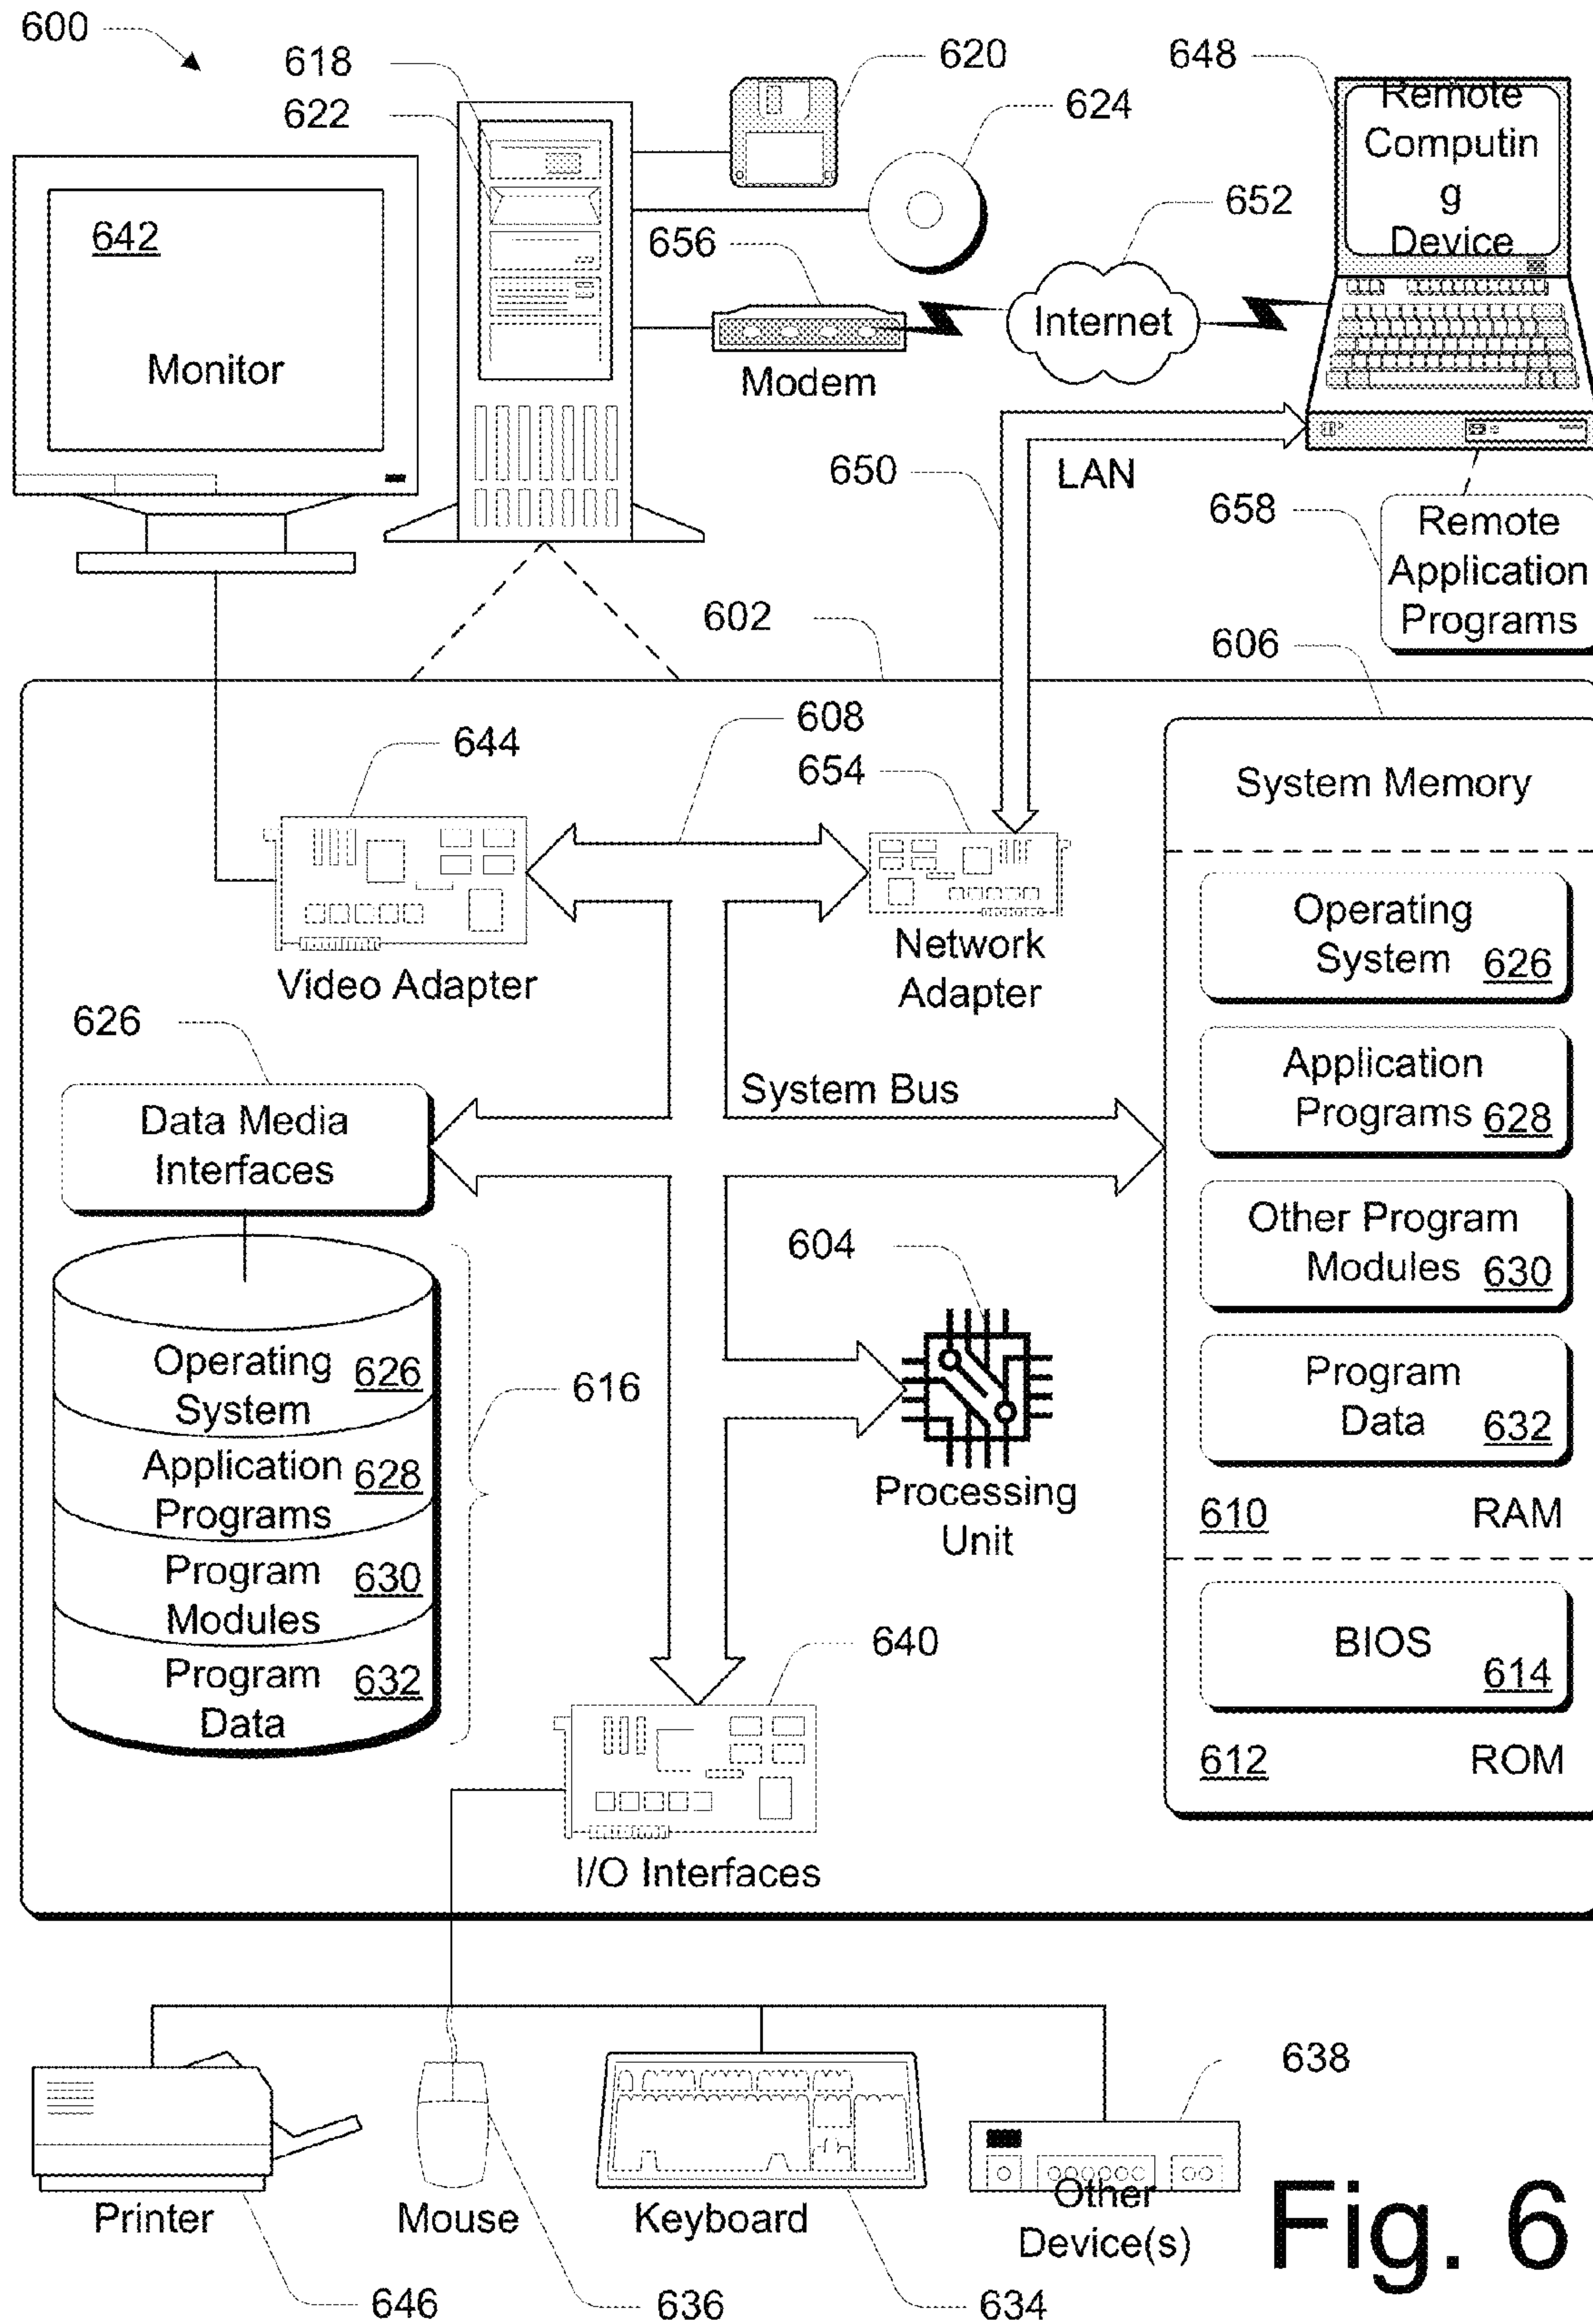 600
618
622
620
624
648
Remote
Computin
g
Device
642
Monitor
656
Modem
652
Internet
650
LAN
658
Remote
Application
Programs
602
606
608
644
654
Video Adapter
Network
Adapter
System Memory
Operating
System 626
Application
Programs 628
Other Program
Modules 630
Program
Data 632
610 RAM
BIOS
614
612 ROM
626
Data Media
Interfaces
System Bus
604
Processing
Unit
Operating
System 626
Application
Programs 628
Program
Modules 630
Program
Data 632
616
640
I/O Interfaces
638
Printer
Mouse
Keyboard
Other
Device(s)
646
636
634
Fig. 6